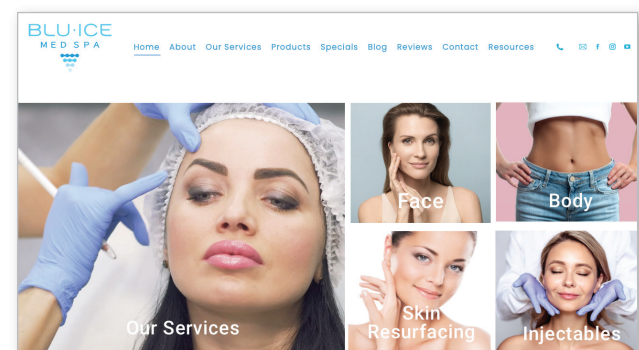 BLU·ICE
MED SPA
Home About Our Services Products Specials Blog Reviews Contact Resources
Face
Body
Our Services
Skin
Resurfacing
Injectables